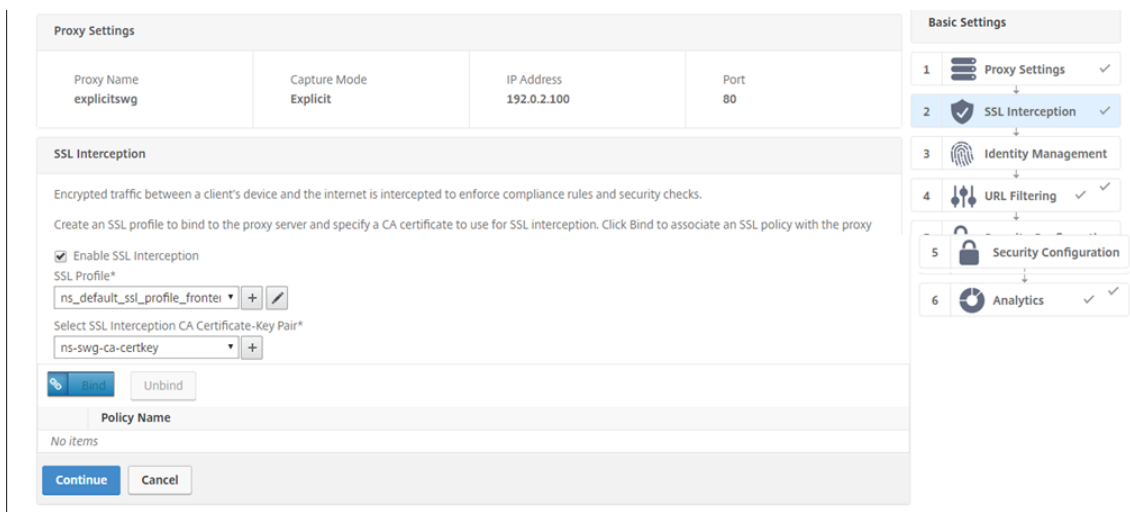 Proxy Settings
Proxy Name
explicitswg
Capture Mode
Explicit
IP Address
192.0.2.100
Port
80
SSL Interception
Encrypted traffic between a client's device and the internet is intercepted to enforce compliance rules and security checks.
Create an SSL profile to bind to the proxy server and specify a CA certificate to use for SSL interception. Click Bind to associate an SSL policy with the proxy
Enable SSL Interception
SSL Profile*
ns_default_ssl_profile_fronte
Select SSL Interception CA Certificate-Key Pair*
ns-swg-ca-certkey
Bind
Unbind
Policy Name
No items
Continue
Cancel
Basic Settings
1 Proxy Settings
2 SSL Interception
3 Identity Management
4 URL Filtering
5 Security Configuration
6 Analytics